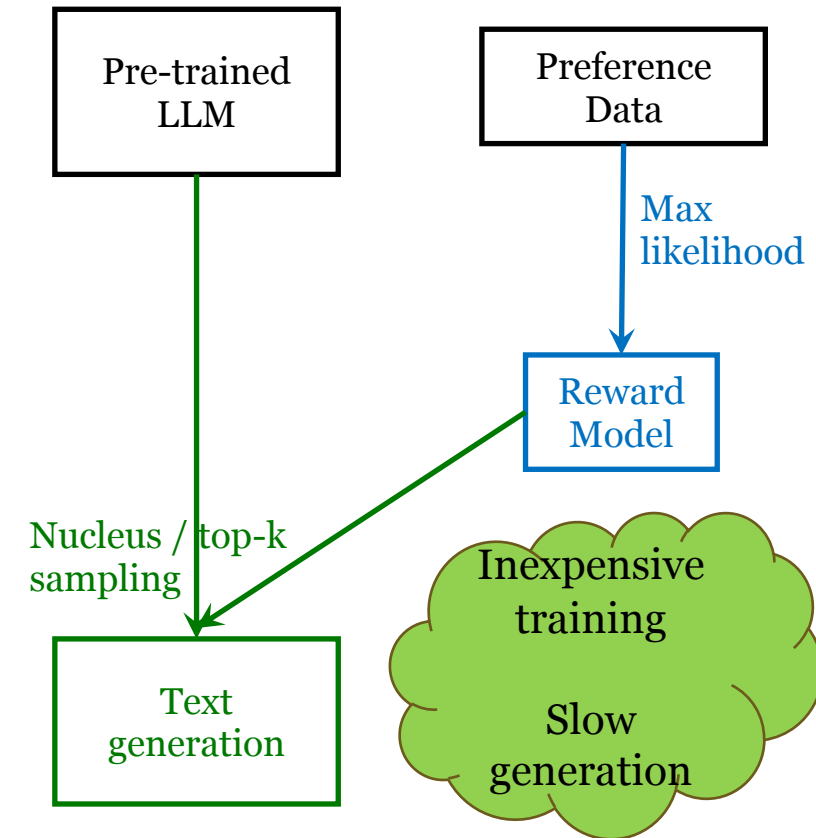 Pre-trained
LLM
Preference
Data
Max
likelihood
Reward
Model
Nucleus / top-k
sampling
Inexpensive
training
Slow
generation
Text
generation